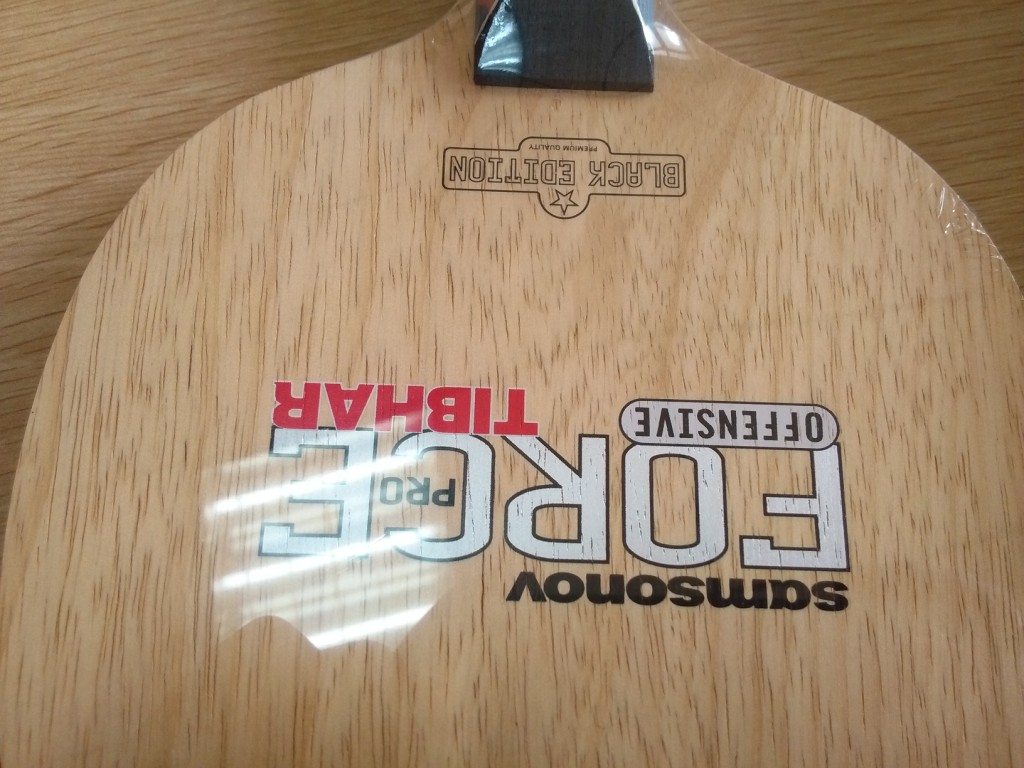 samsonov
FORCE
PRO
OFFENSIVE
TIBHAR
BLACK EDITION
PREMIUM QUALITY